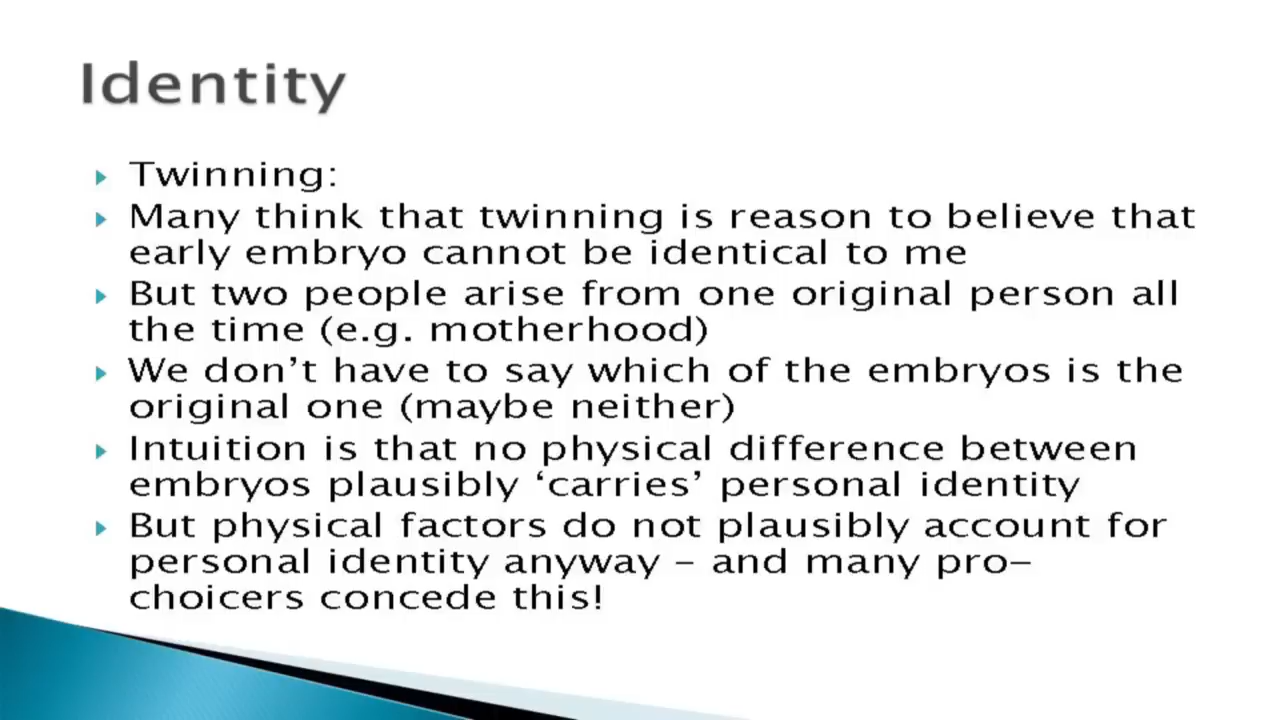 Identity
Twinning:
Many think that twinning is reason to believe that
early embryo cannot be identical to me
But two people arise from one original person all
the time (e.g. motherhood)
We don’t have to say which of the embryos is the
original one (maybe neither)
Intuition is that no physical difference between
embryos plausibly ‘carries’ personal identity
But physical factors do not plausibly account for
personal identity anyway – and many pro–
choicers concede this!